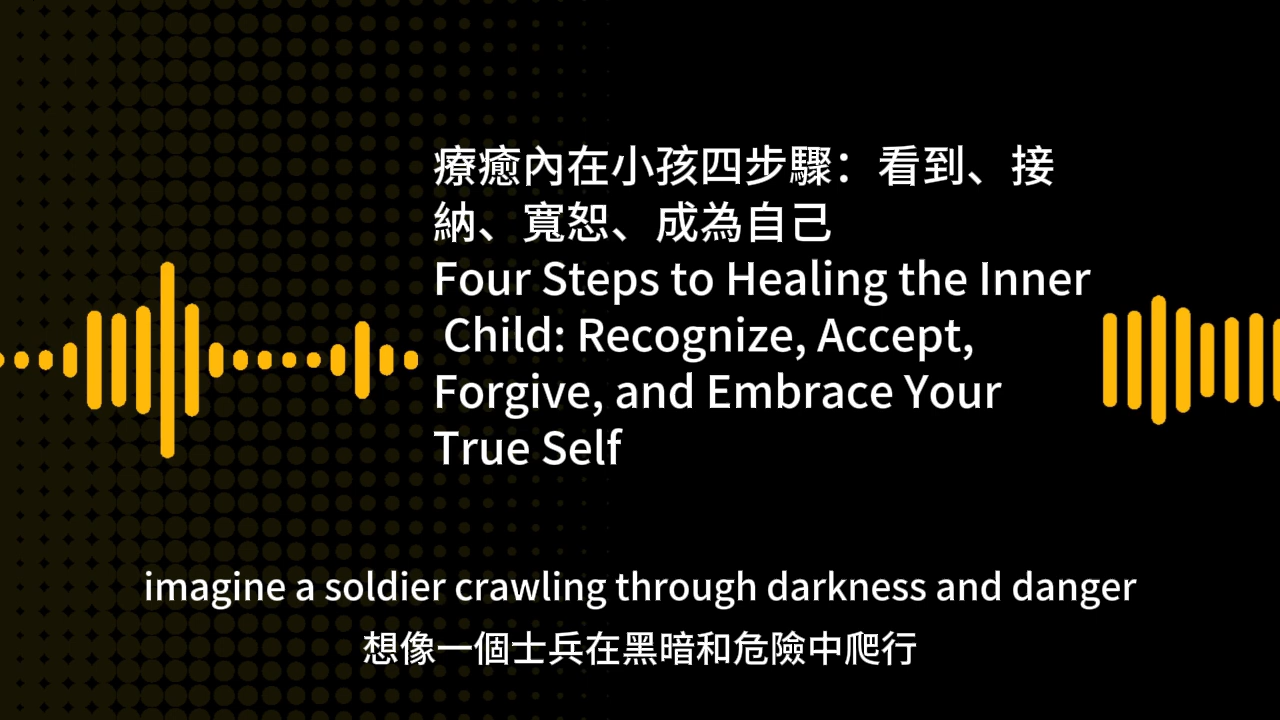 療癒內在小孩四步驟：看到、接
納、寬恕、成為自己
Four Steps to Healing the Inner
Child: Recognize, Accept,
Forgive, and Embrace Your
True Self
imagine a soldier crawling through darkness and danger
想像一個士兵在黑暗和危險中爬行